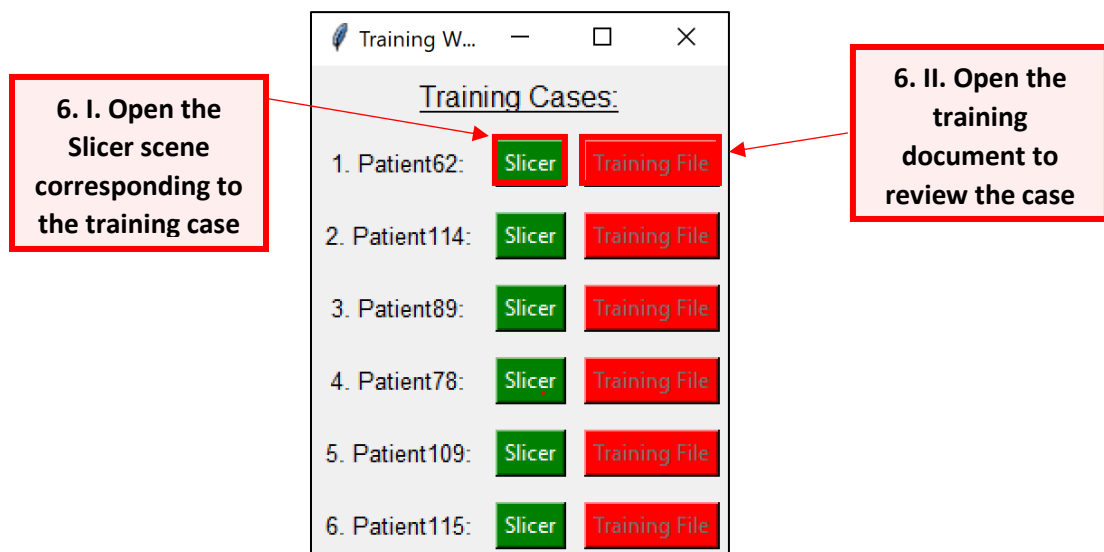 Training W...
Training Cases:
6. I. Open the
Slicer scene
corresponding to
the training case
6. II. Open the
training
document to
review the case
1. Patient62: Slicer Training File
2. Patient114: Slicer Training File
3. Patient89: Slicer Training File
4. Patient78: Slicer Training File
5. Patient109: Slicer Training File
6. Patient115: Slicer Training File